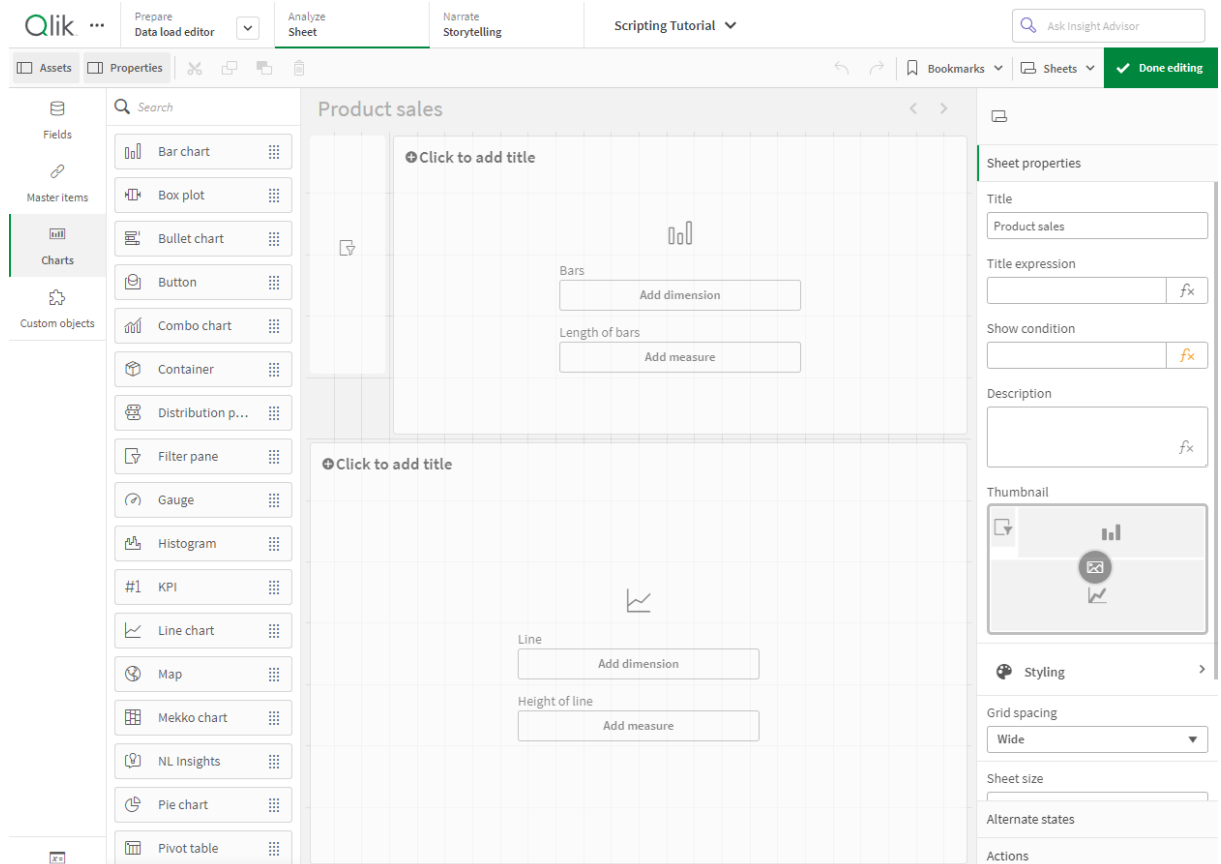 Qlik
Prepare
Data load editor
Analyze
Sheet
Narrate
Storytelling
Scripting Tutorial
Ask Insight Advisor
Assets
Properties
Bookmarks
Sheets
Done editing
Fields
Master items
Charts
Custom objects
Search
Bar chart
Box plot
Bullet chart
Button
Combo chart
Container
Distribution p...
Filter pane
Gauge
Histogram
#1 KPI
Line chart
Map
Mekko chart
NL Insights
Pie chart
Pivot table
Product sales
Click to add title
Bars
Add dimension
Length of bars
Add measure
Click to add title
Line
Add dimension
Height of line
Add measure
Sheet properties
Title
Product sales
Title expression
fx
Show condition
fx
Description
fx
Thumbnail
Styling
Grid spacing
Wide
Sheet size
Alternate states
Actions